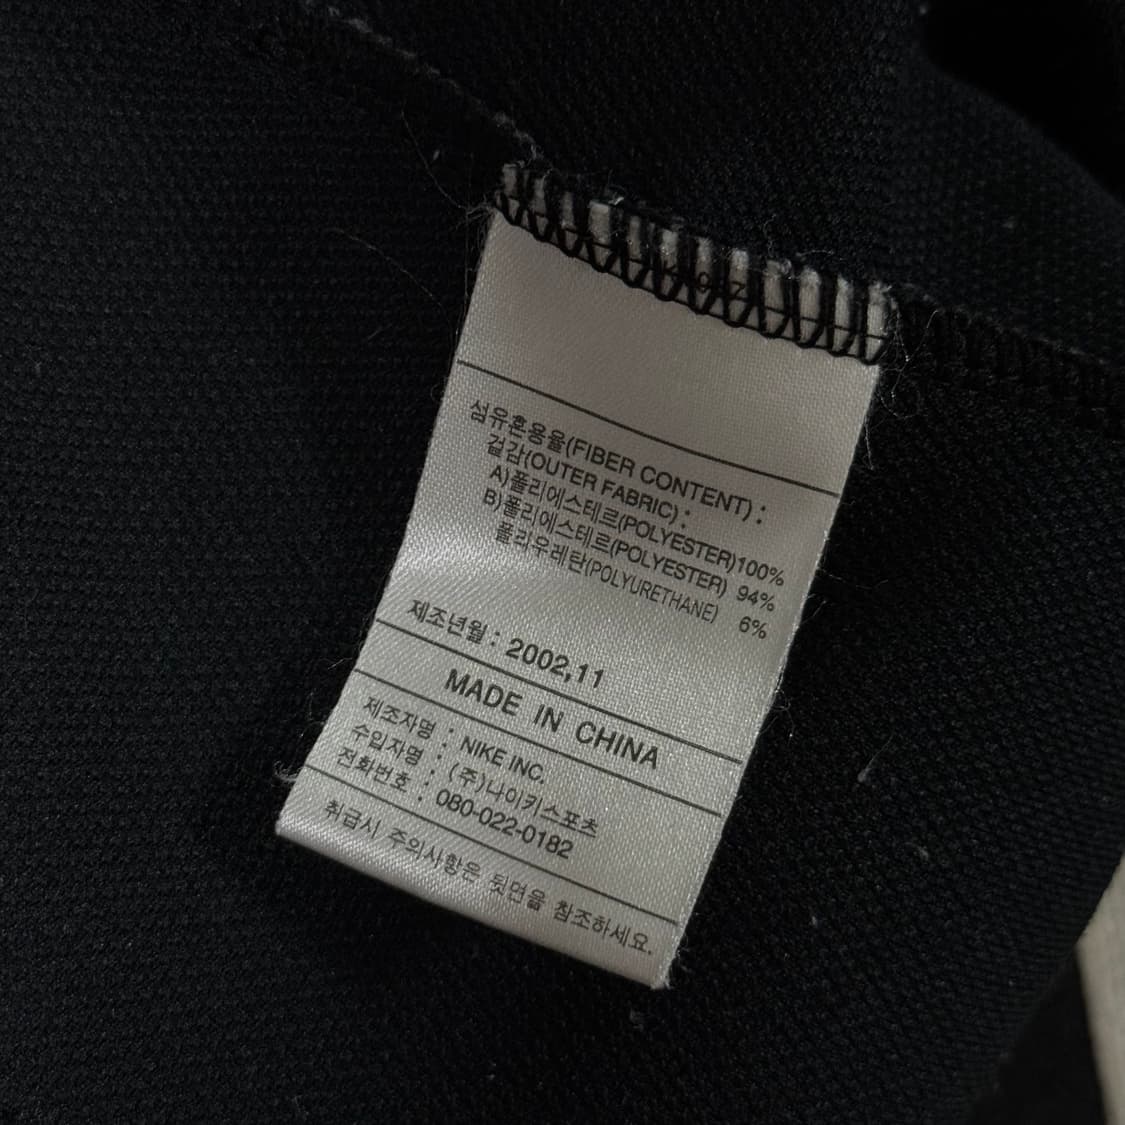 섬유혼용율(FIBER CONTENT) :
겉감(OUTER FABRIC) :
A)폴리에스테르(POLYESTER)100%
B)폴리에스테르(POLYESTER) 94%
폴리우레탄(POLYURETHANE) 6%
제조년월 : 2002,11
MADE IN CHINA
제조자명 : NIKE INC.
수입자명 : (주)나이키스포츠
전화번호 : 080-022-0182
취급시 주의사항은 뒷면을 참조하세요.